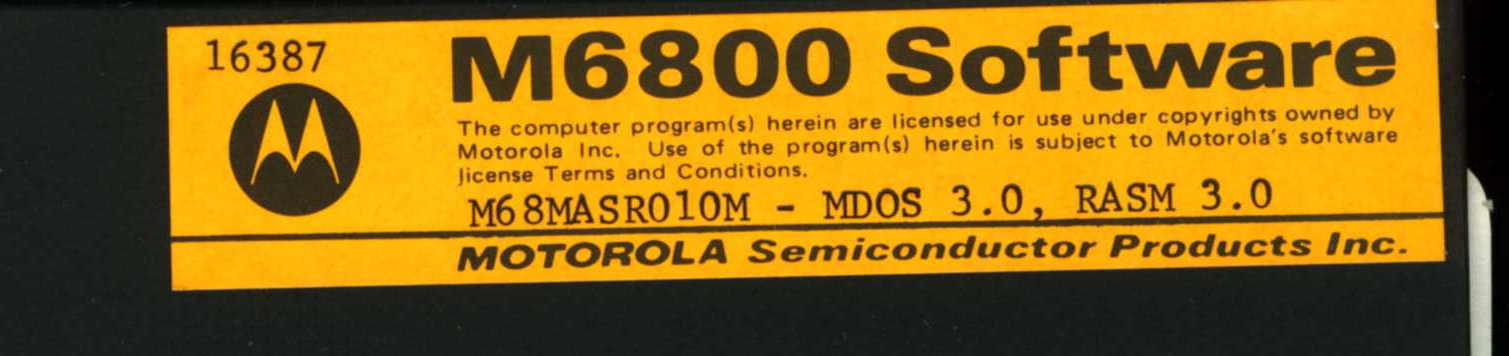 16387
M6800 Software
The computer program(s) herein are licensed for use under copyrights owned by
Motorola Inc. Use of the program(s) herein is subject to Motorola's software
license Terms and Conditions.
M68MASR010M - MDOS 3.0, RASM 3.0
MOTOROLA Semiconductor Products Inc.